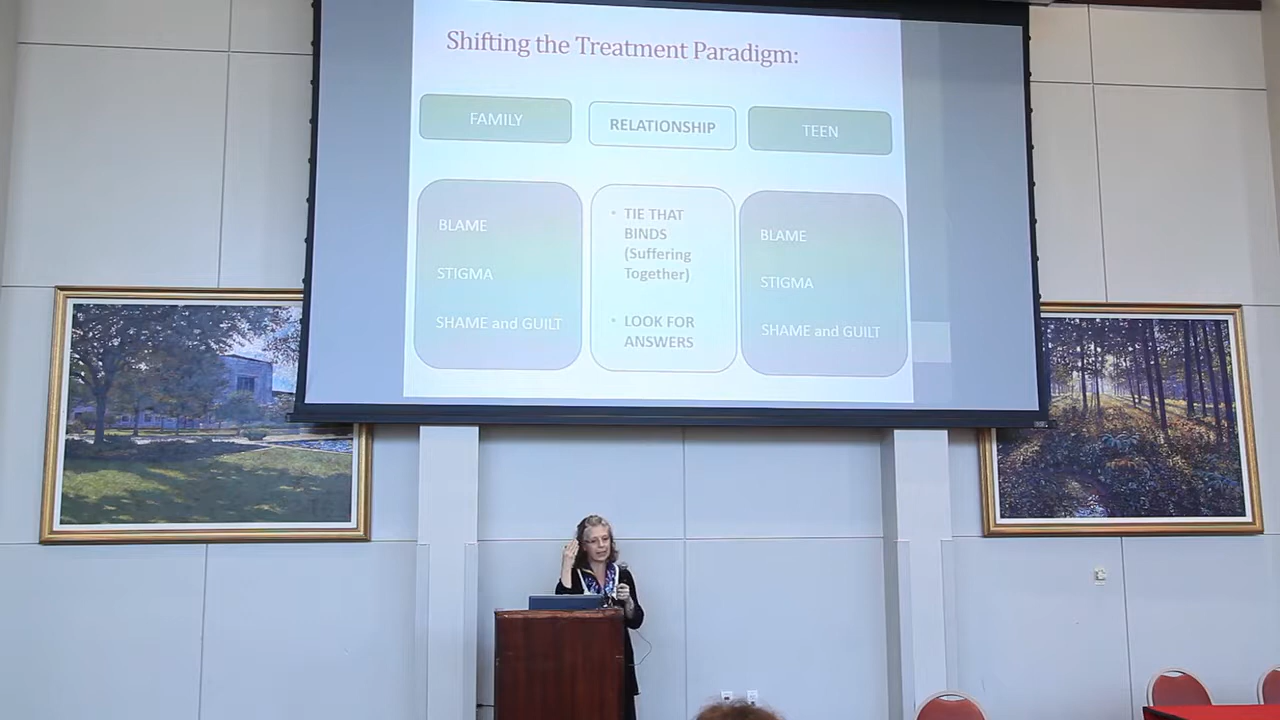 Shifting the Treatment Paradigm:
FAMILY
RELATIONSHIP
TEEN
BLAME
STIGMA
SHAME and GUILT
• TIE THAT
BINDS
(Suffering
Together)
• LOOK FOR
ANSWERS
BLAME
STIGMA
SHAME and GUILT